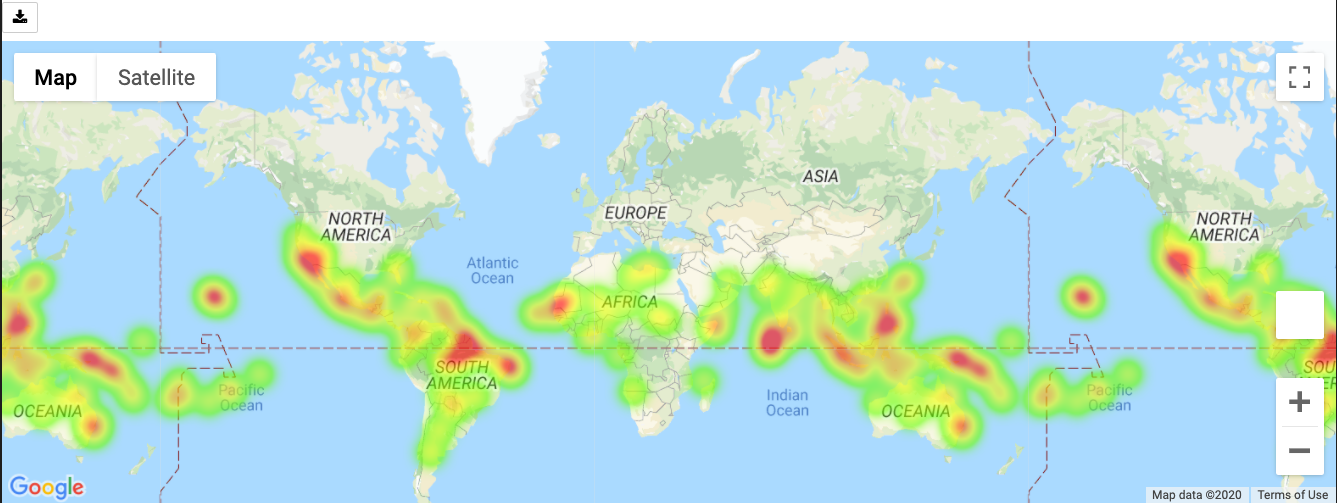 Map
Satellite
ASIA
NORTH
AMERICA
EUROPE
NORTH
AMERICA
Atlantic
Ocean
AFRICA
SOUTH
AMERICA
SOU
Pacific
Ocean
Indian
Ocean
Pacific
Ocean
OCEANIA
OCEANIA
Google
Map data ©2020
Terms of Use